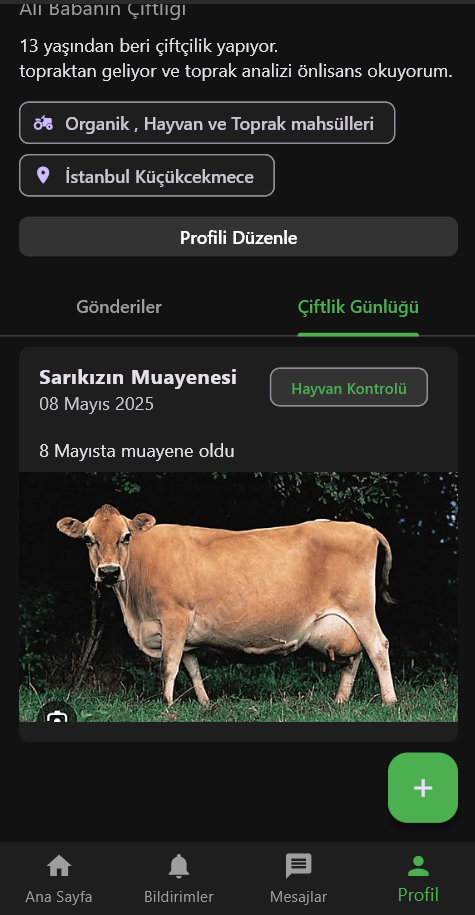 Ali Babanın Çiftliği
13 yaşından beri çiftçilik yapıyor.
topraktan geliyor ve toprak analizi önlisans okuyorum.
Organik , Hayvan ve Toprak mahsülleri
İstanbul Küçükcekmece
Profili Düzenle
Gönderiler
Çiftlik Günlüğü
Sarıkızın Muayenesi
08 Mayıs 2025
Hayvan Kontrolü
8 Mayısta muayene oldu
Ana Sayfa
Bildirimler
Mesajlar
Profil